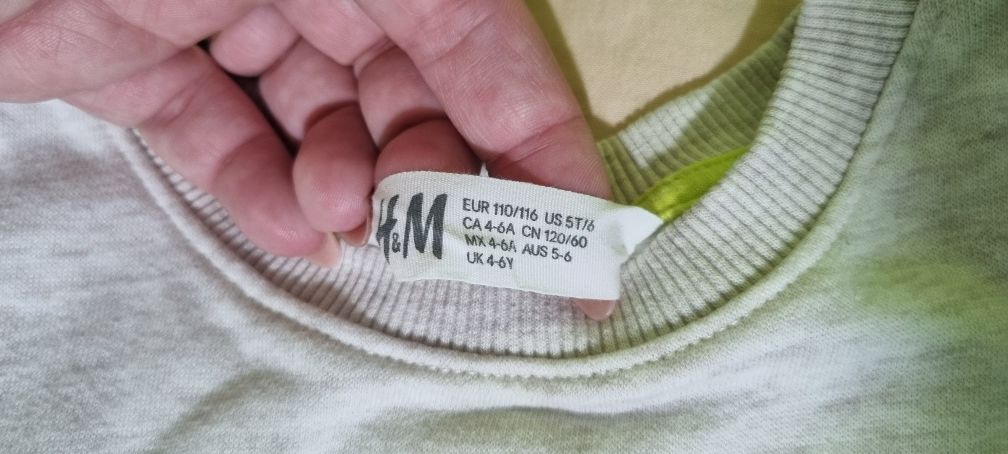 H&M
EUR 110/116 US 5T/6
CA 4-6A CN 120/60
MX 4-6A AUS 5-6
UK 4-6Y